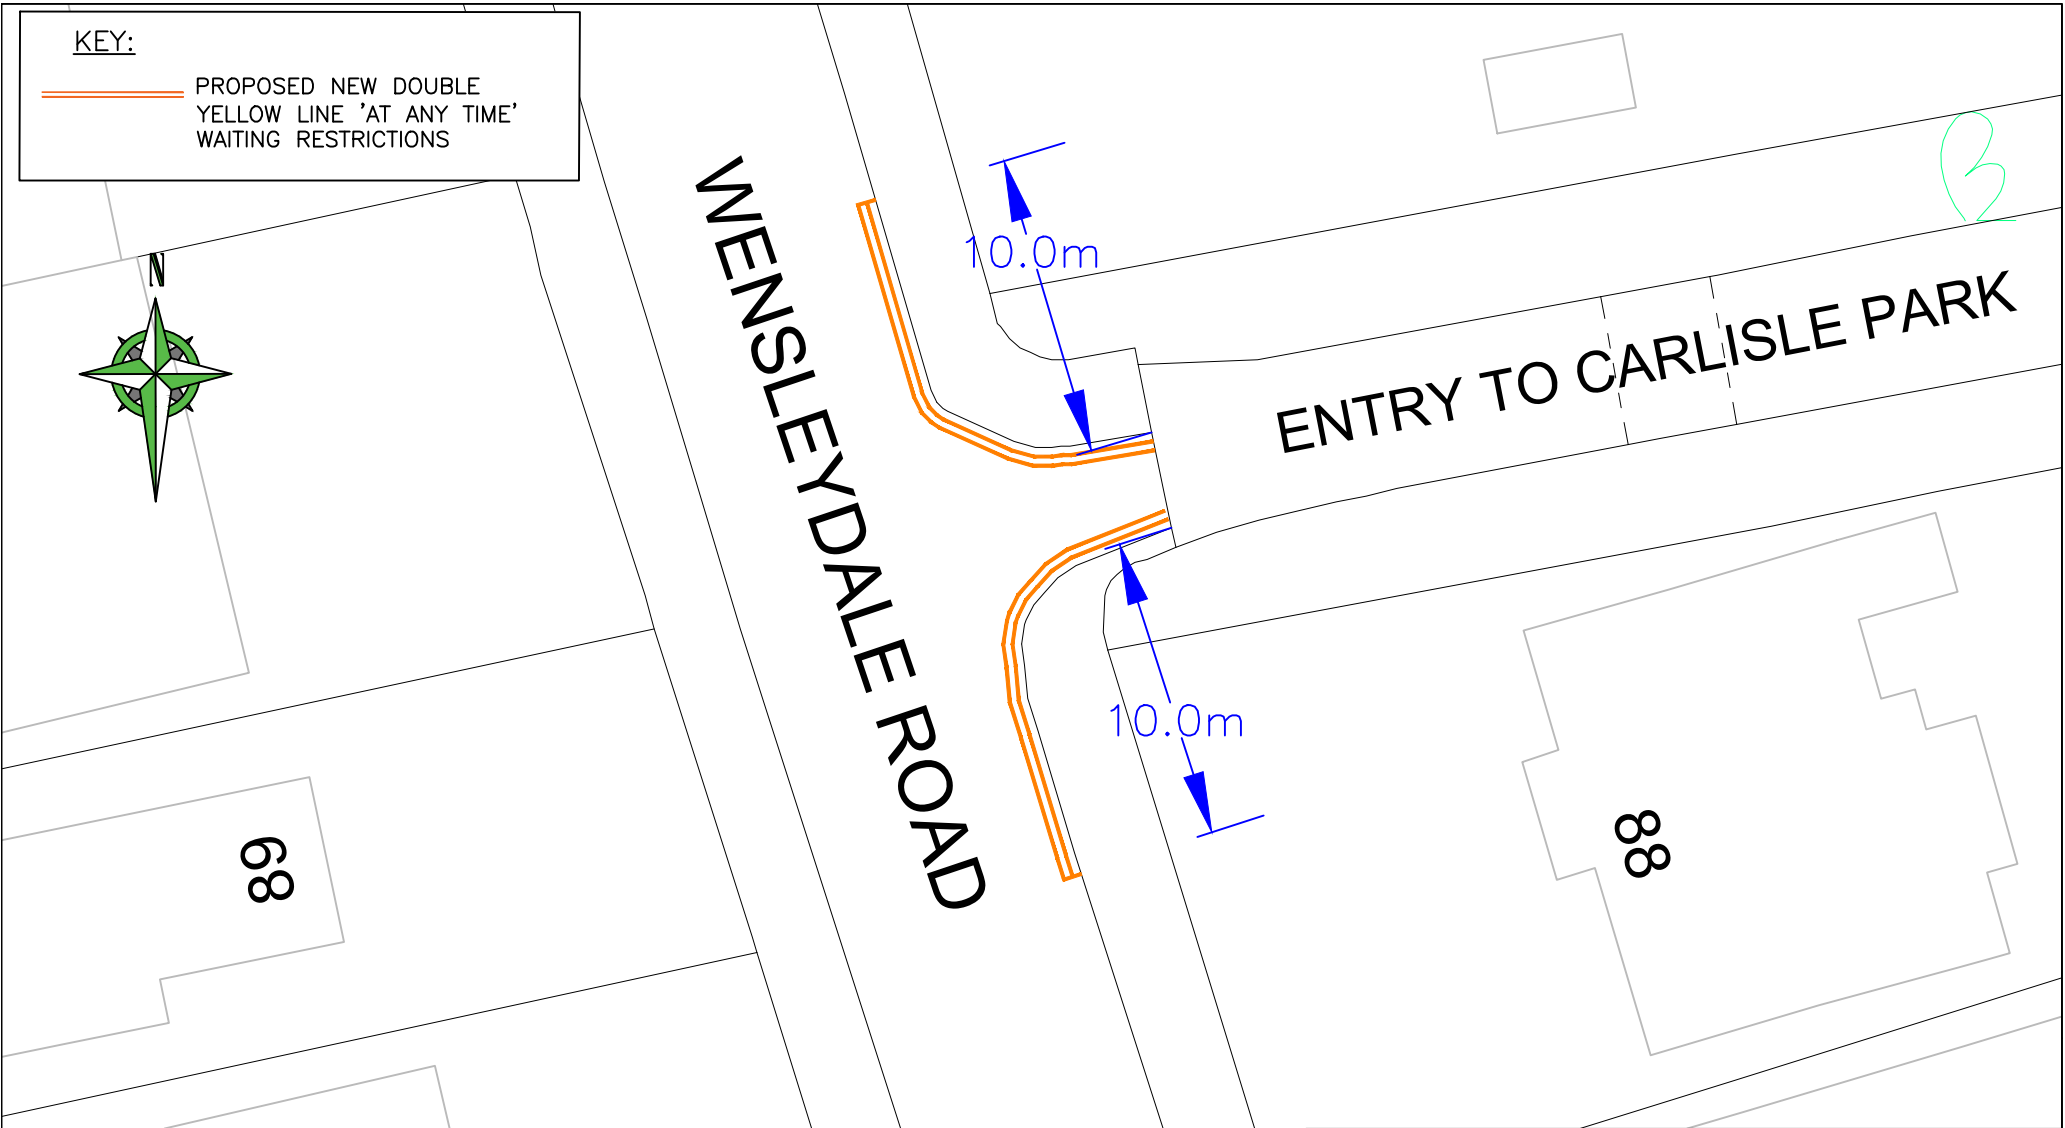 KEY:
PROPOSED NEW DOUBLE
YELLOW LINE 'AT ANY TIME'
WAITING RESTRICTIONS
N
WENSLEYDALE ROAD
10.0m
ENTRY TO CARLISLE PARK
10.0m
68
88